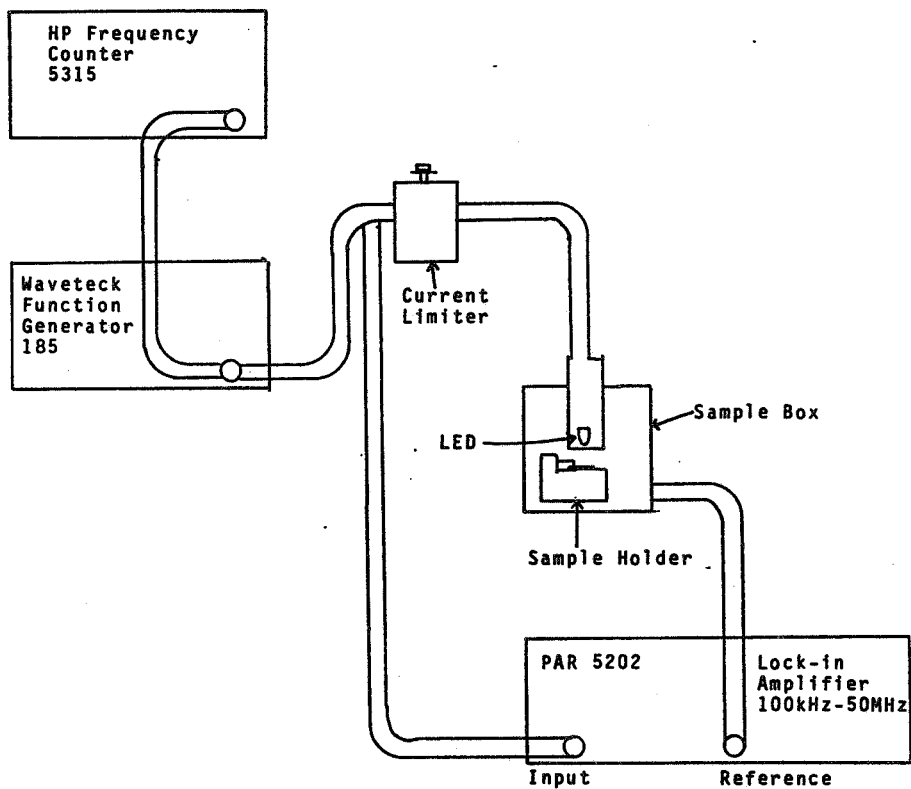 HP Frequency
Counter
5315
Waveteck
Function
Generator
185
Current
Limiter
LED
Sample Box
Sample Holder
PAR 5202
Lock-in
Amplifier
100kHz-50MHz
Input
Reference